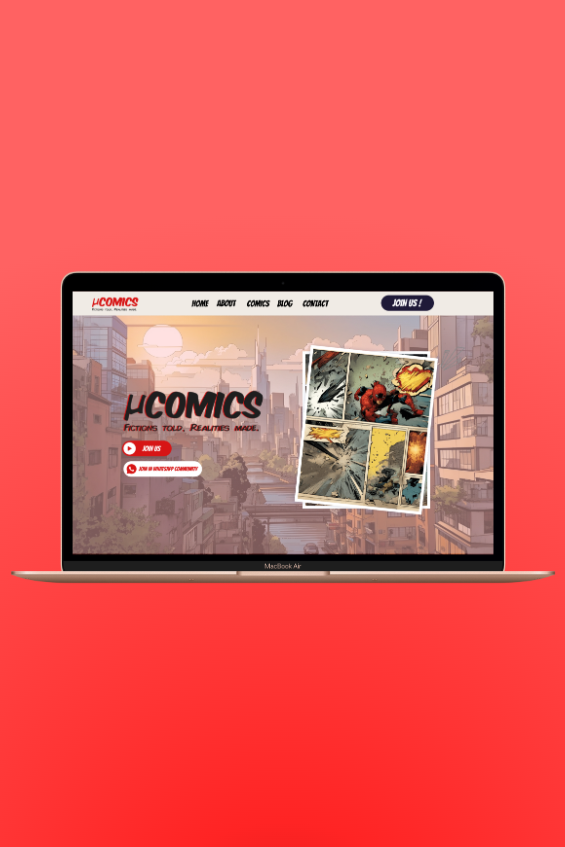 μCOMICS
Fictions told, Realities made.
HOME ABOUT COMICS BLOG CONTACT
JOIN US !
μCOMICS
Fictions told, Realities made.
JOIN US
JOIN IN WHATSAPP COMMUNITY
MacBook Air